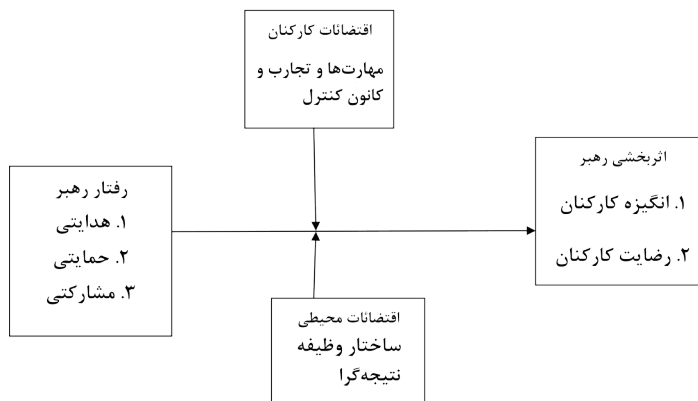 اقتضائات کارکنان
مهارت‌ها و تجارب و
کانون کنترل
رفتار رهبر
۱. هدایتی
۲. حمایتی
۳. مشارکتی
اثربخشی رهبر
۱. انگیزه کارکنان
۲. رضایت کارکنان
اقتضائات محیطی
ساختار وظیفه
نتیجه‌گرا